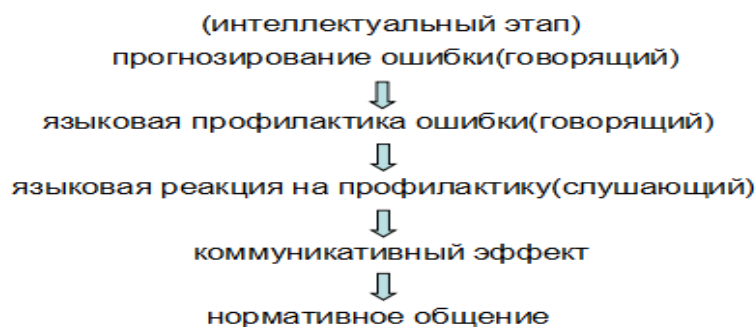 (интеллектуальный этап)
прогнозирование ошибки(говорящий)
языковая профилактика ошибки(говорящий)
языковая реакция на профилактику(слушающий)
коммуникативный эффект
нормативное общение